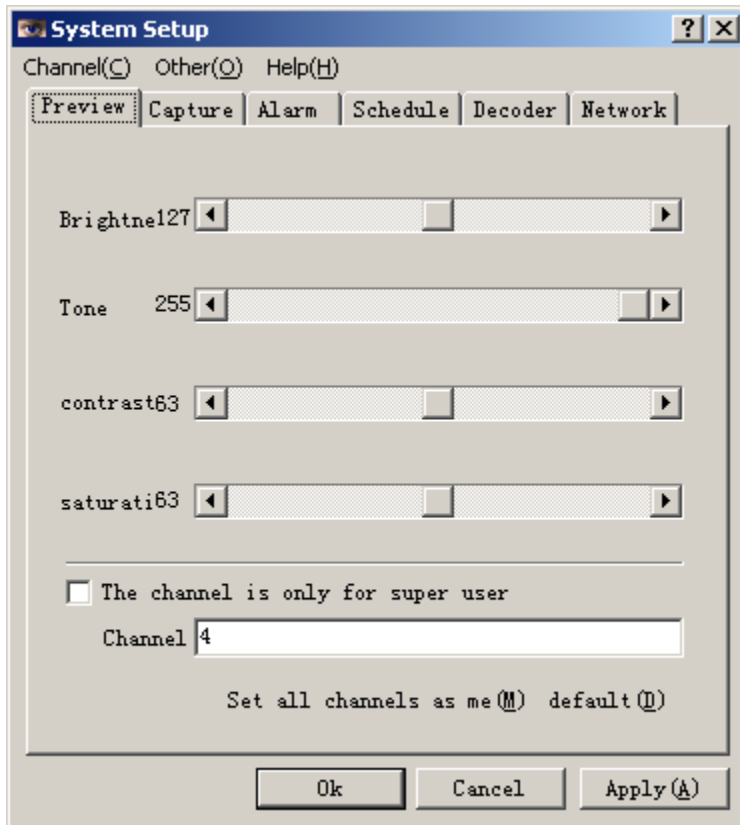 System Setup
Channel(C) Other(O) Help(H)
Preview Capture Alarm Schedule Decoder Network
Brightne127
Tone 255
contrast63
saturati63
The channel is only for super user
Channel 4
Set all channels as me(M) default(D)
Ok Cancel Apply(A)